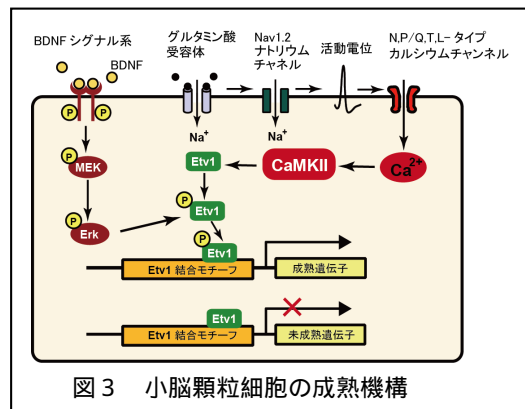 BDNF シグナル系
BDNF
グルタミン酸
受容体
Nav1.2
ナトリウム
チャネル
活動電位
N,P/Q,T,L- タイプ
カルシウムチャンネル
P
P
Na+
Na+
P
MEK
Etv1
CaMKII
Ca2+
P
Etv1
P
Erk
P
Etv1
Etv1 結合モチーフ
成熟遺伝子
Etv1
Etv1 結合モチーフ
未成熟遺伝子
図３ 小脳顆粒細胞の成熟機構